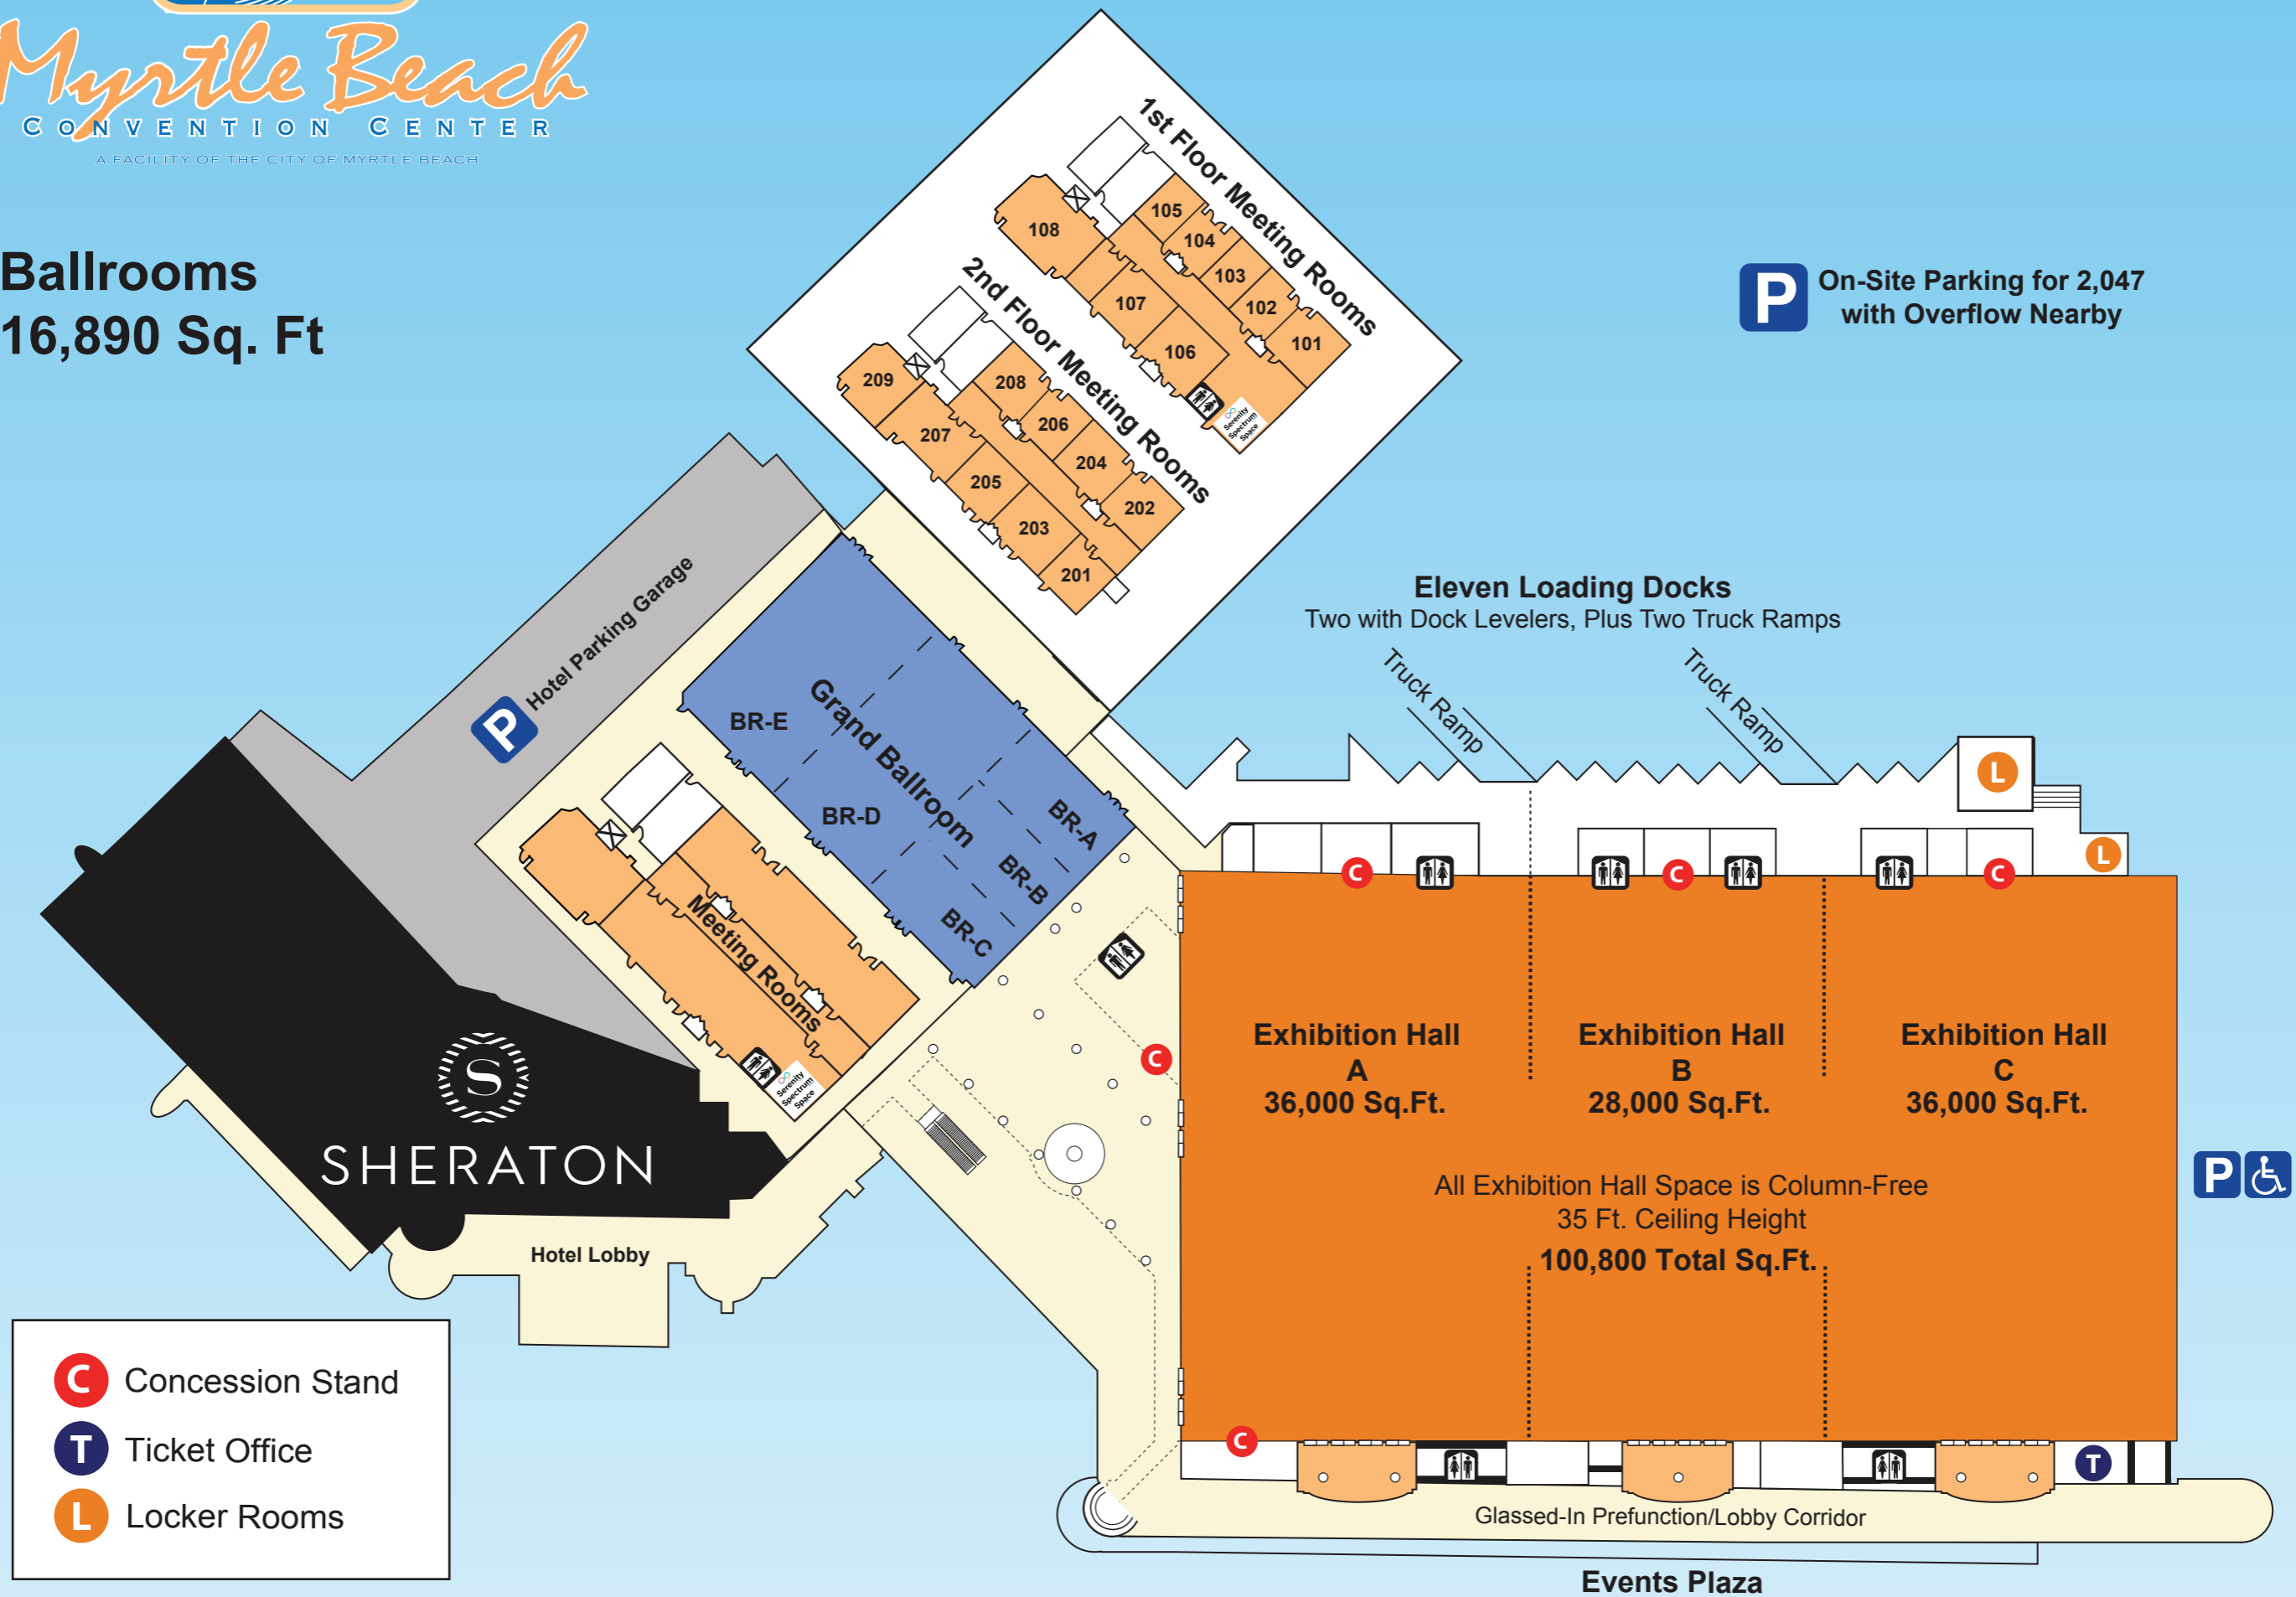 Myrtle Beach
CONVENTION CENTER
A FACILITY OF THE CITY OF MYRTLE BEACH
Ballrooms
16,890 Sq. Ft
1st Floor Meeting Rooms
105
104
103
102
101
108
107
106
Serenity
Spectrum
Space
2nd Floor Meeting Rooms
209
208
207
206
205
204
203
202
201
P
On-Site Parking for 2,047
with Overflow Nearby
Eleven Loading Docks
Two with Dock Levelers, Plus Two Truck Ramps
Truck Ramp
Truck Ramp
P
Hotel Parking Garage
Grand Ballroom
BR-E
BR-D
BR-A
BR-B
BR-C
Meeting Rooms
Serenity
Spectrum
Space
L
L
C
C
C
C
C
Exhibition Hall
A
36,000 Sq.Ft.
Exhibition Hall
B
28,000 Sq.Ft.
Exhibition Hall
C
36,000 Sq.Ft.
All Exhibition Hall Space is Column-Free
35 Ft. Ceiling Height
100,800 Total Sq.Ft.
P
S
SHERATON
Hotel Lobby
T
Glassed-In Prefunction/Lobby Corridor
Events Plaza
C Concession Stand
T Ticket Office
L Locker Rooms